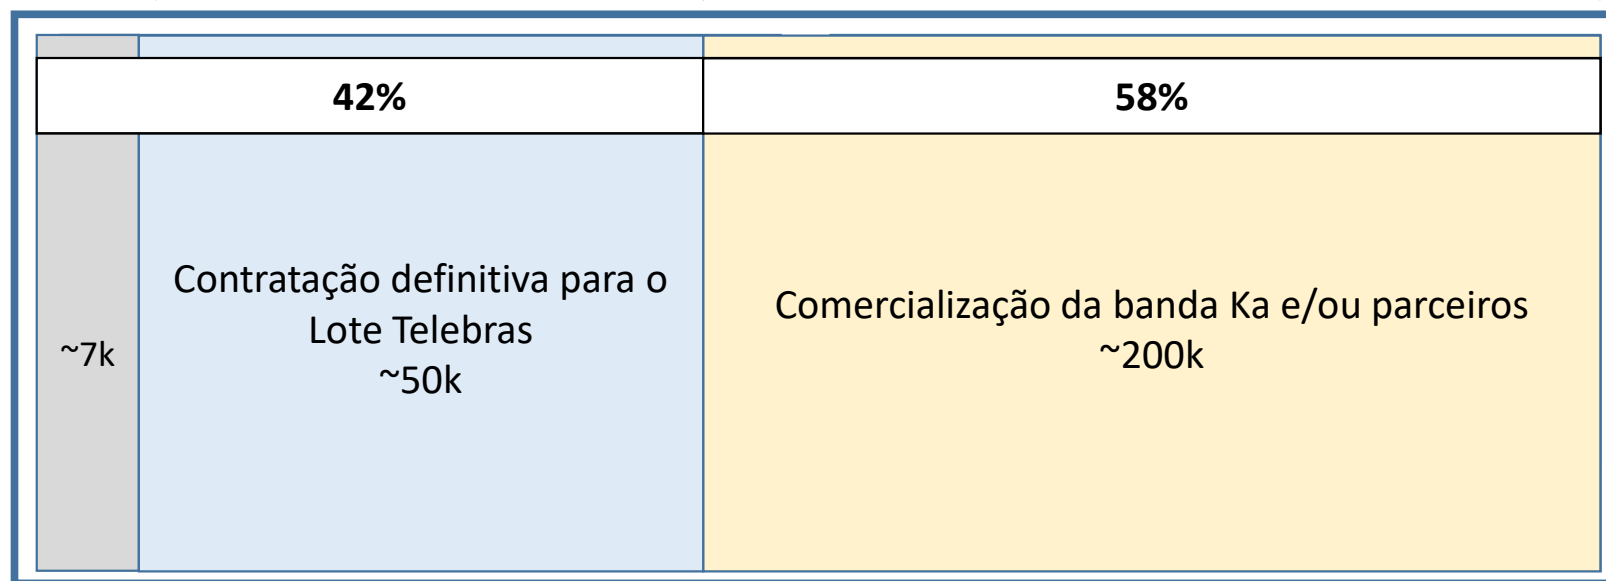 42%
58%
~7k
Contratação definitiva para o
Lote Telebras
~50k
Comercialização da banda Ka e/ou parceiros
~200k